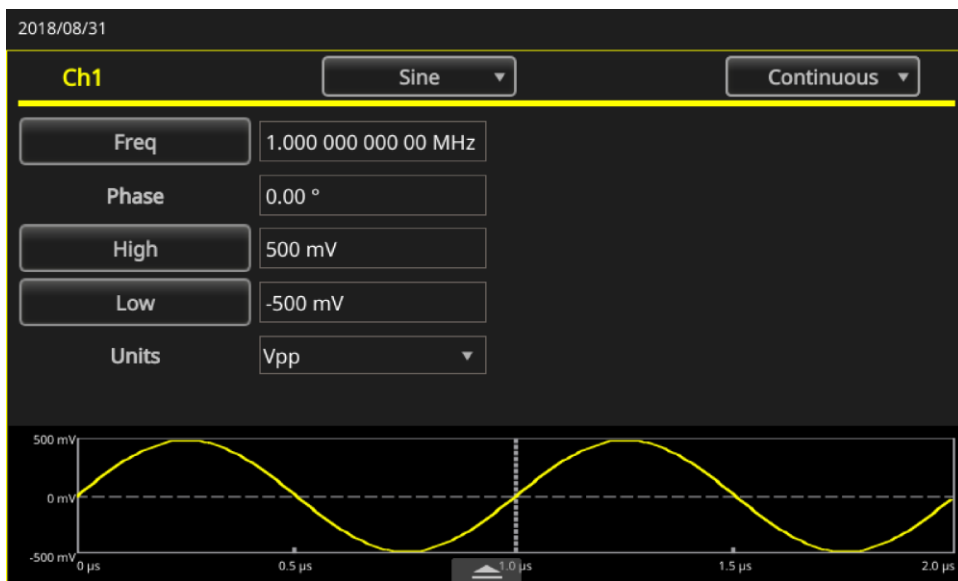 2018/08/31
Ch1 Sine Continuous
Freq 1.000 000 000 00 MHz
Phase 0.00 °
High 500 mV
Low -500 mV
Units Vpp
500 mV
0 mV
-500 mV
0 µs 0.5 µs 1.0 µs 1.5 µs 2.0 µs